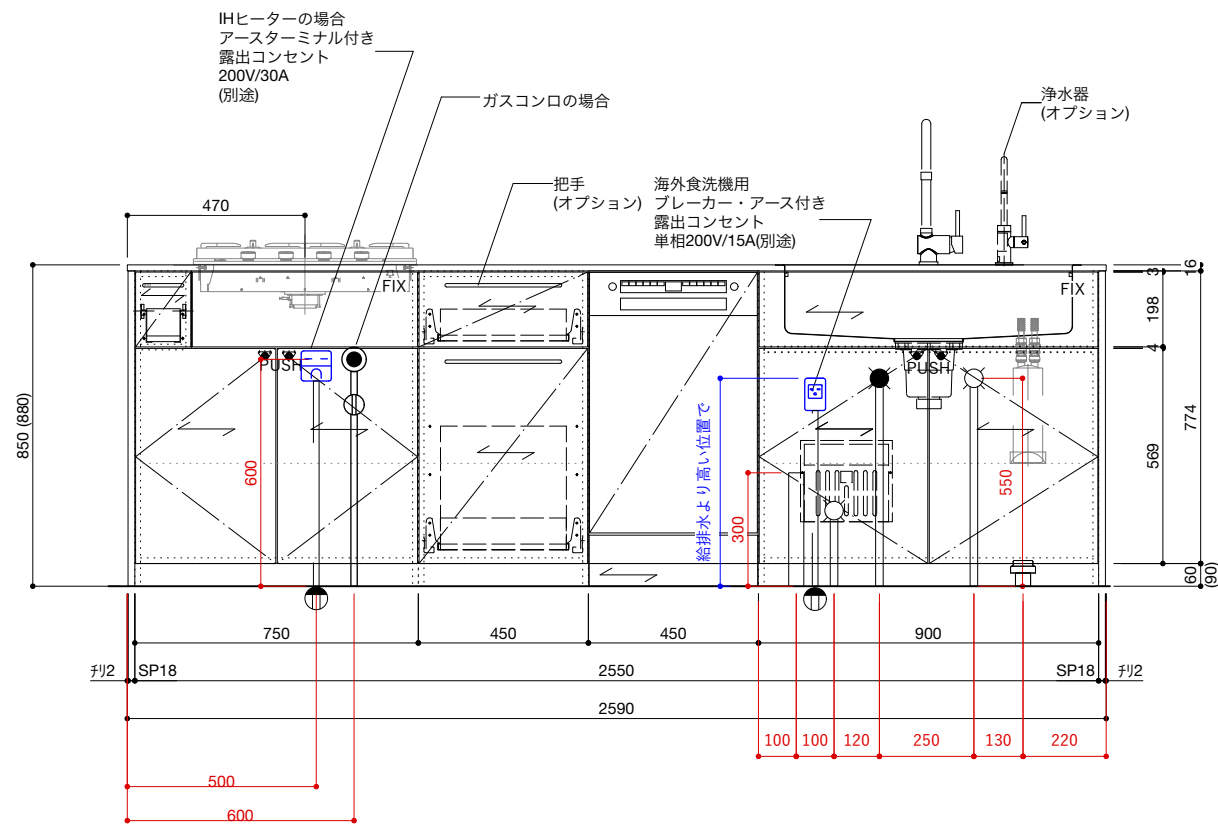 IHヒーターの場合
アースターミナル付き
露出コンセント
200V/30A
(別途)
ガスコンロの場合
浄水器
(オプション)
把手
(オプション)
海外食洗機用
ブレーカー・アース付き
露出コンセント
単相200V/15A(別途)
470
FIX
FIX
16
3
198
4
PUSH
PUSH
850 (880)
600
給排水より高い位置で
300
550
569
774
60
(90)
750
450
450
900
チリ2
SP18
2550
SP18
チリ2
2590
100
100
120
250
130
220
500
600